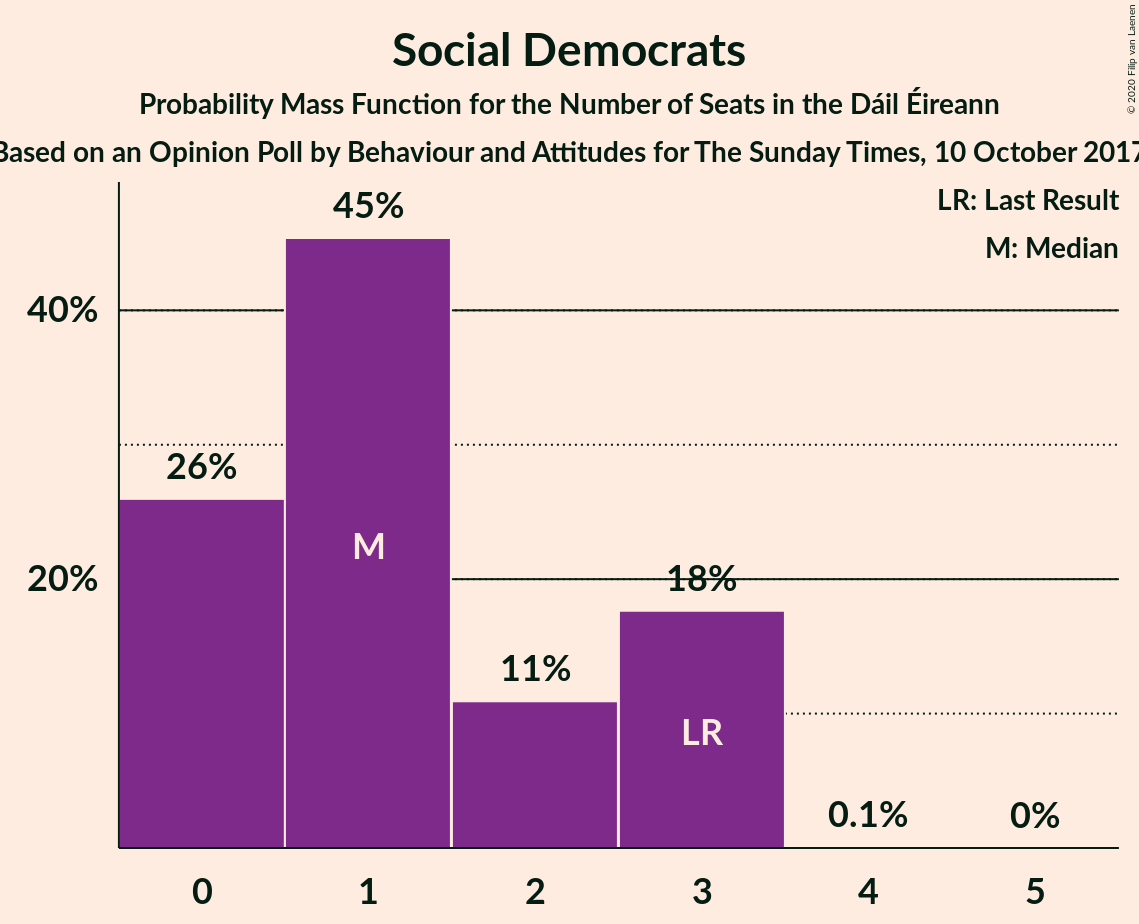 Social Democrats
Probability Mass Function for the Number of Seats in the Dáil Éireann
Based on an Opinion Poll by Behaviour and Attitudes for The Sunday Times, 10 October 2017
© 2020 Filip van Laenen
LR: Last Result
M: Median
45%
40%
26%
M
20%
18%
11%
LR
0.1%
0%
0 1 2 3 4 5